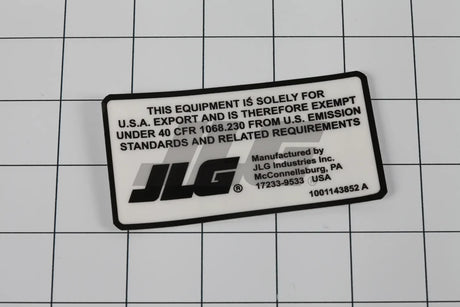 THIS EQUIPMENT IS SOLELY FOR
U.S.A. EXPORT AND IS THEREFORE EXEMPT
UNDER 40 CFR 1068.230 FROM U.S. EMISSION
STANDARDS AND RELATED REQUIREMENTS
JLG®
Manufactured by
JLG Industries Inc.
McConnellsburg, PA
17233-9533 USA
1001143852 A
JLG®